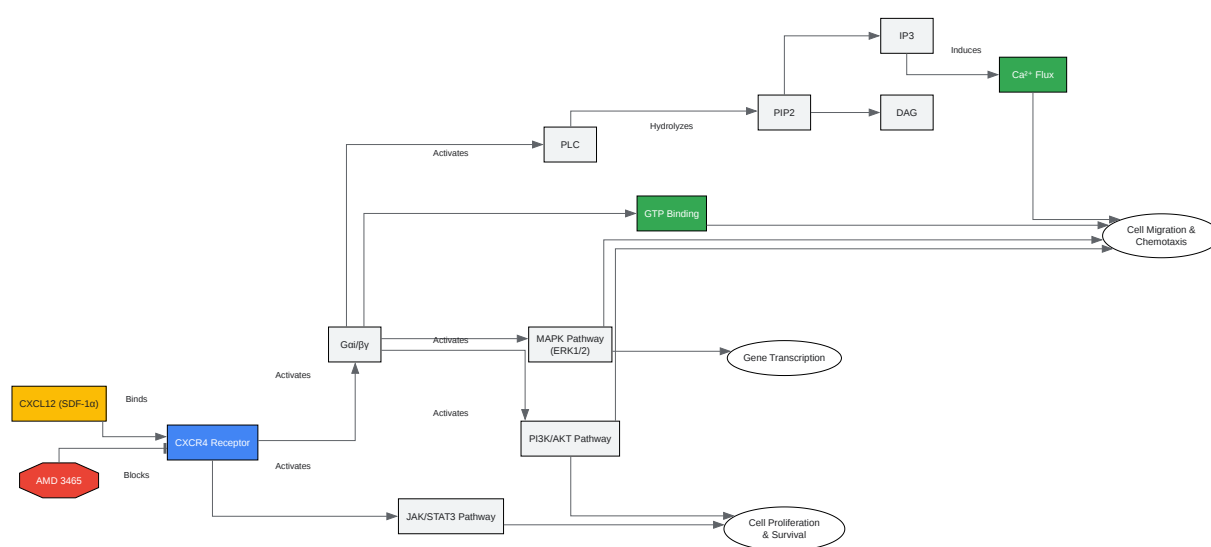 IP3
Induces
Ca²⁺ Flux
PIP2
DAG
Hydrolyzes
PLC
Activates
GTP Binding
Cell Migration &
Chemotaxis
Gαi/βγ
Activates
MAPK Pathway
(ERK1/2)
Gene Transcription
Activates
CXCL12 (SDF-1α)
Binds
Activates
CXCR4 Receptor
PI3K/AKT Pathway
AMD 3465
Blocks
Activates
JAK/STAT3 Pathway
Cell Proliferation
& Survival